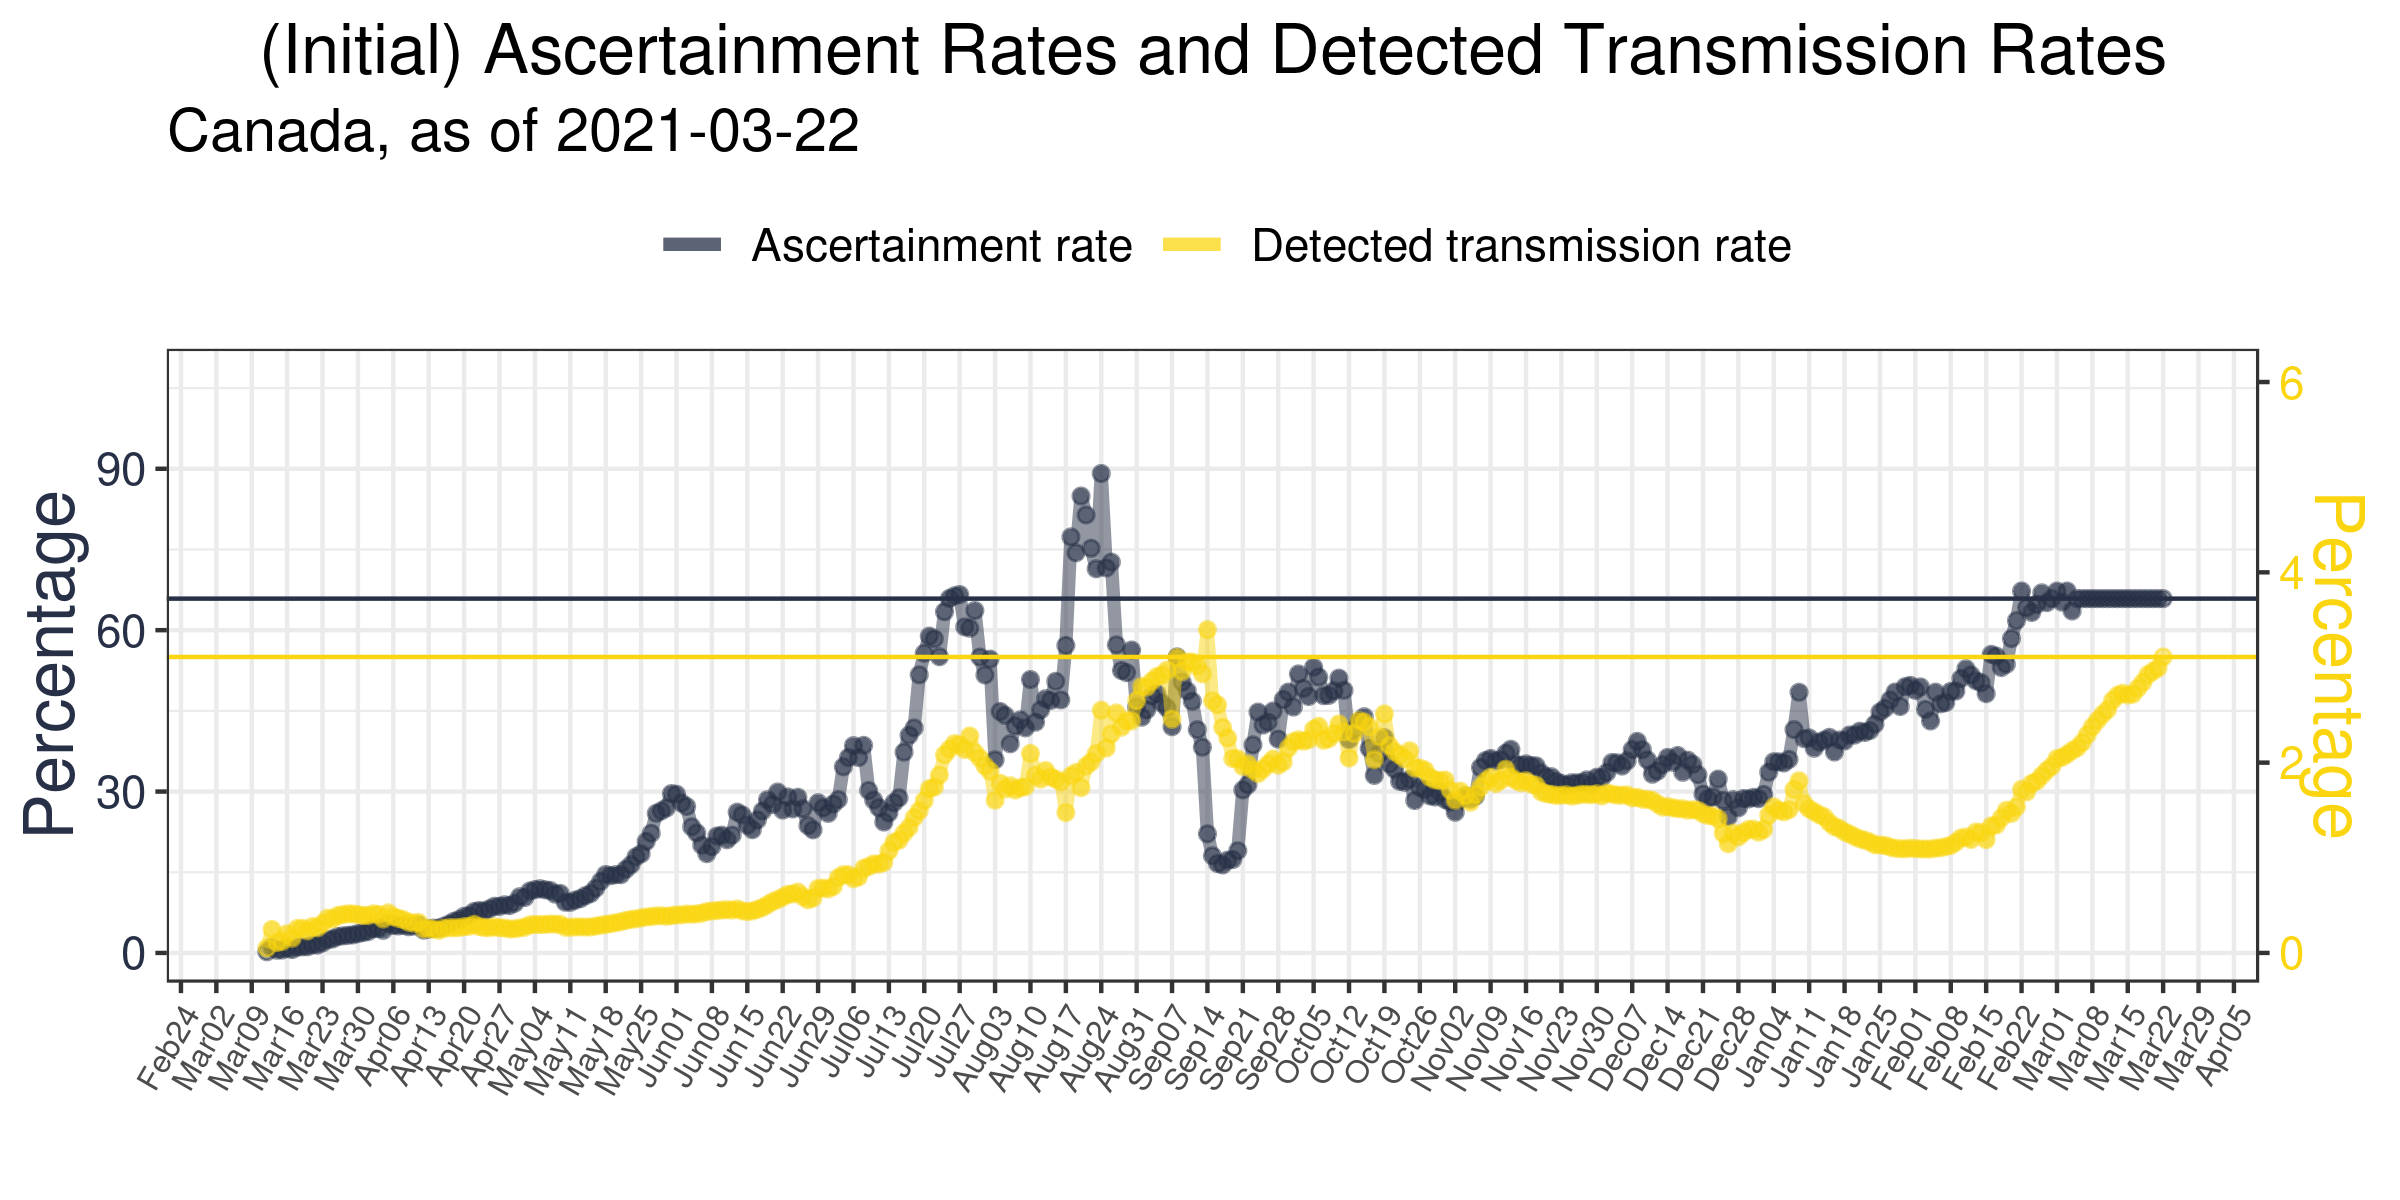 (Initial) Ascertainment Rates and Detected Transmission Rates
Canada, as of 2021-03-22
Ascertainment rate Detected transmission rate
Percentage
90
60
30
0
6
4
2
0
Percentage
Feb24 Mar02 Mar09 Mar16 Mar23 Mar30 Apr06 Apr13 Apr20 Apr27 May04 May11 May18 May25 Jun01 Jun08 Jun15 Jun22 Jun29 Jul06 Jul13 Jul20 Jul27 Aug03 Aug10 Aug17 Aug24 Aug31 Sep07 Sep14 Sep21 Sep28 Oct05 Oct12 Oct19 Oct26 Nov02 Nov09 Nov16 Nov23 Nov30 Dec07 Dec14 Dec21 Dec28 Jan04 Jan11 Jan18 Jan25 Feb01 Feb08 Feb15 Feb22 Mar01 Mar08 Mar15 Mar22 Mar29 Apr05